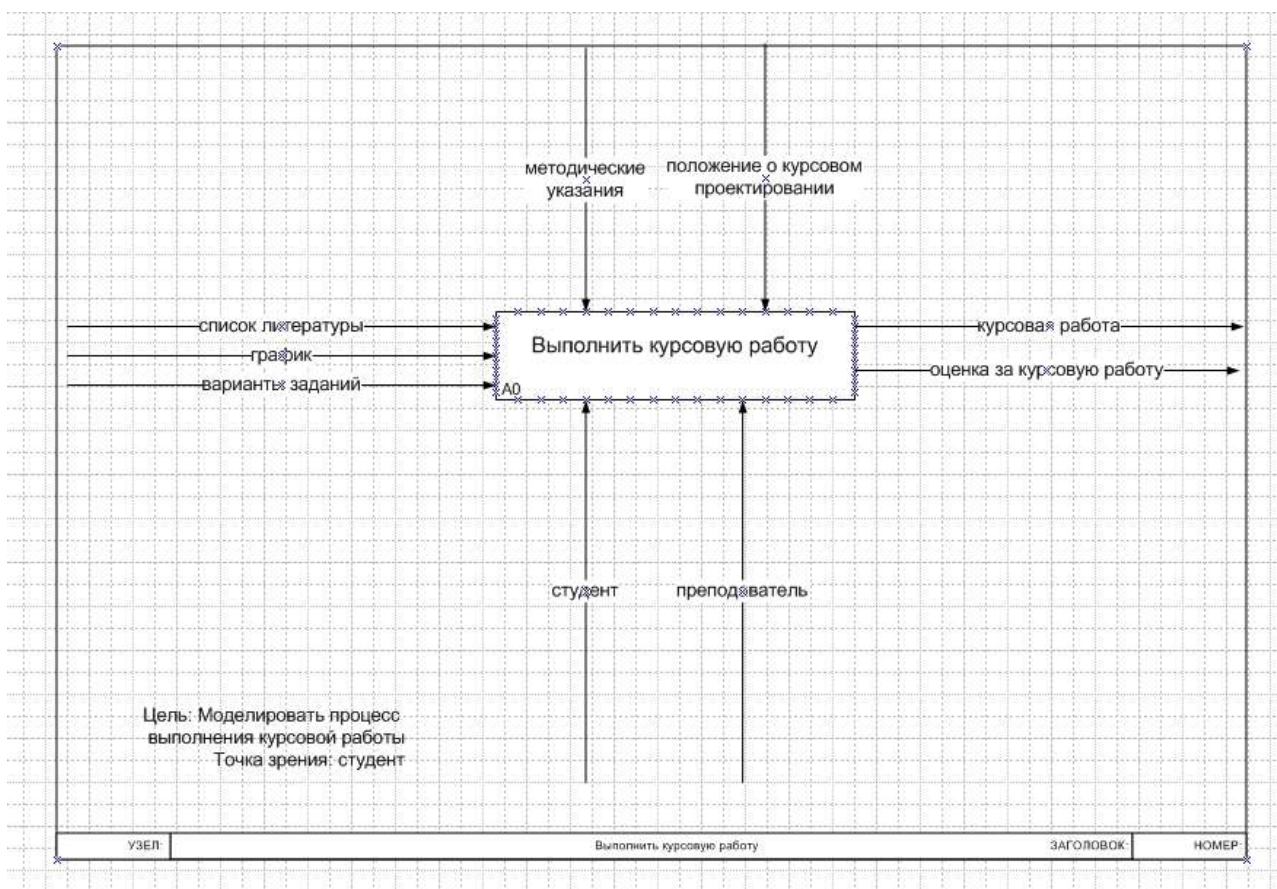 методические
указания
положение о курсовом
проектировании
список литературы
график
варианты заданий
Выполнить курсовую работу
A0
курсовая работа
оценка за курсовую работу
студент
преподаватель
Цель: Моделировать процесс
выполнения курсовой работы
Точка зрения: студент
УЗЕЛ:
Выполнить курсовую работу
ЗАГОЛОВОК:
НОМЕР: